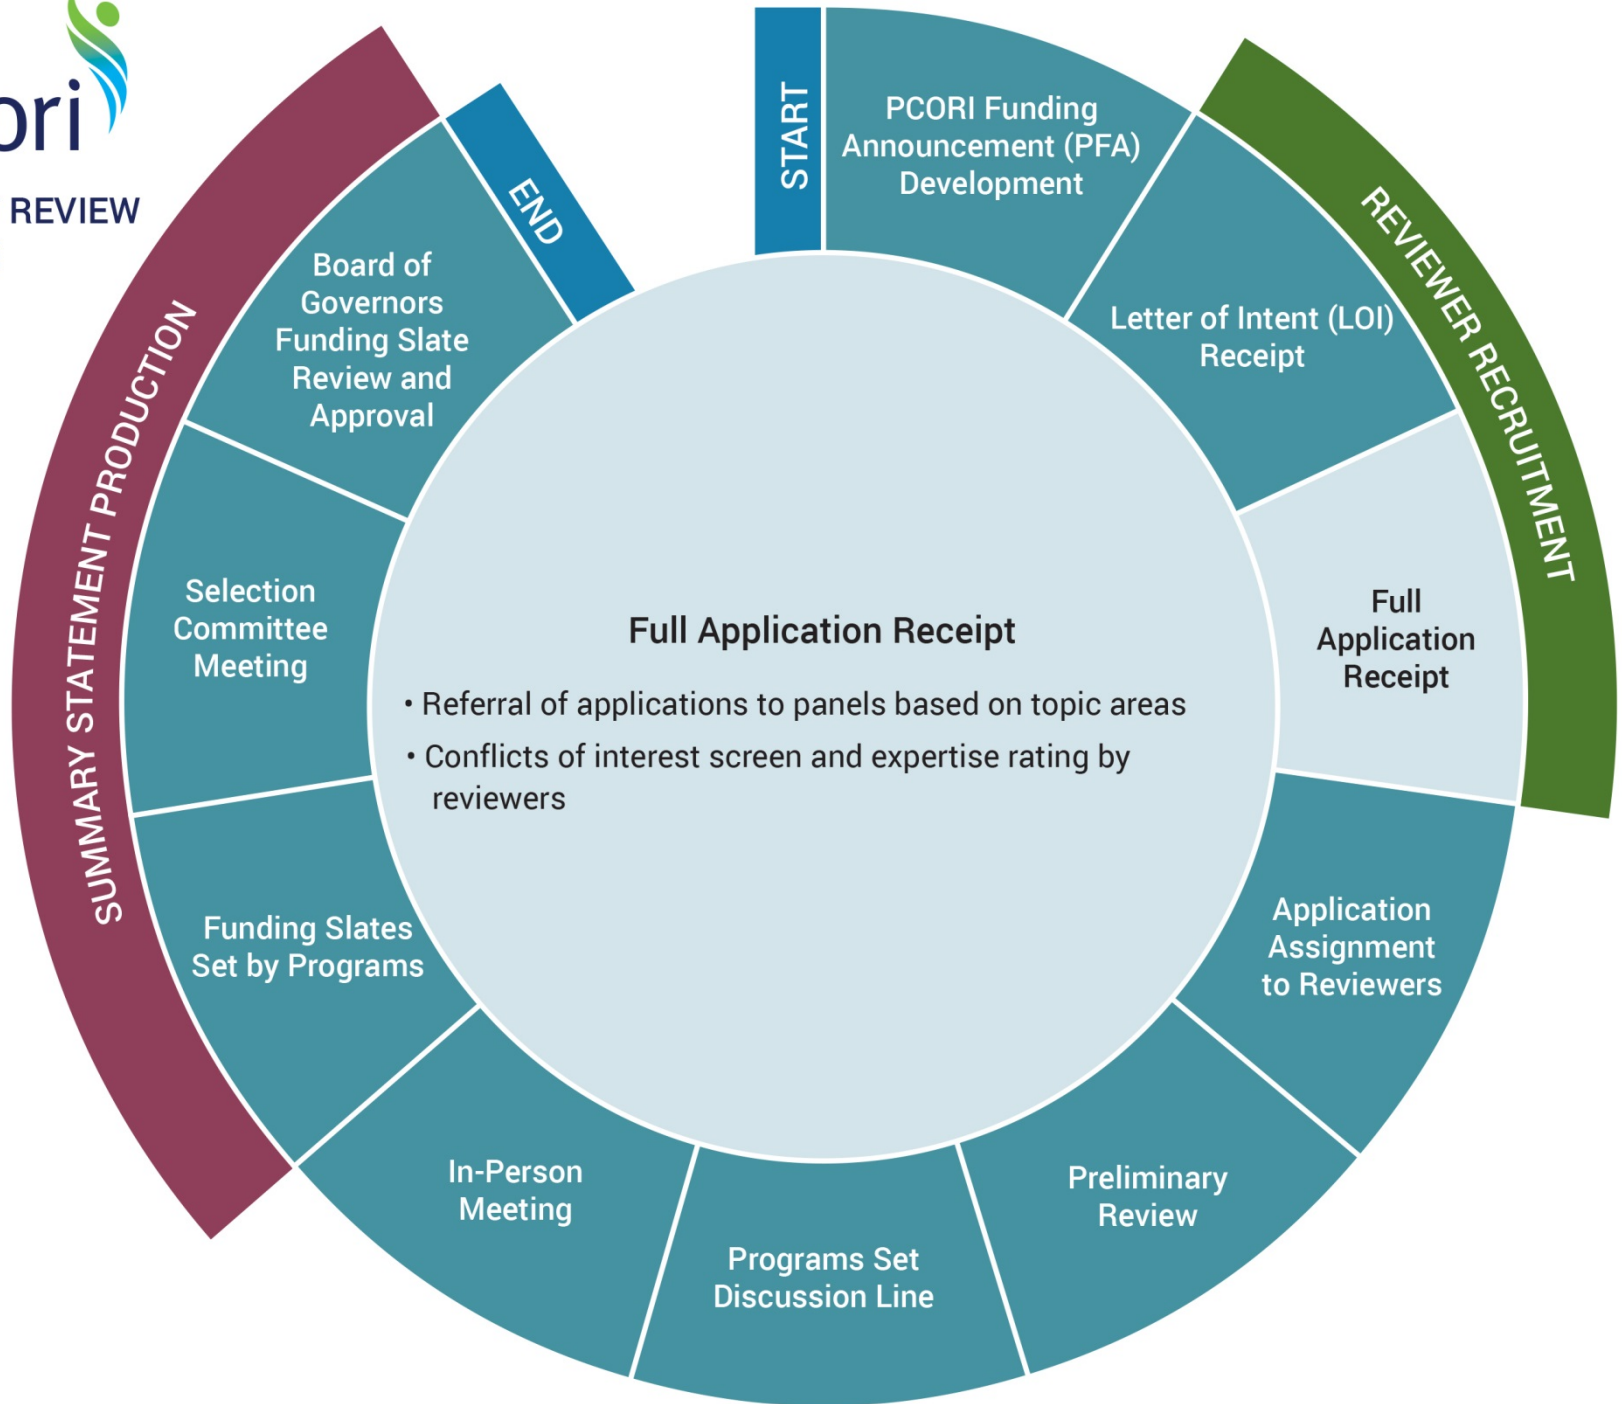 ori
REVIEW
START
PCORI Funding
Announcement (PFA)
Development
Letter of Intent (LOI)
Receipt
REVIEWER RECRUITMENT
Full
Application
Receipt
Application
Assignment
to Reviewers
Preliminary
Review
Programs Set
Discussion Line
In-Person
Meeting
Funding Slates
Set by Programs
Selection
Committee
Meeting
Board of
Governors
Funding Slate
Review and
Approval
SUMMARY STATEMENT PRODUCTION
END
Full Application Receipt
• Referral of applications to panels based on topic areas
• Conflicts of interest screen and expertise rating by
reviewers